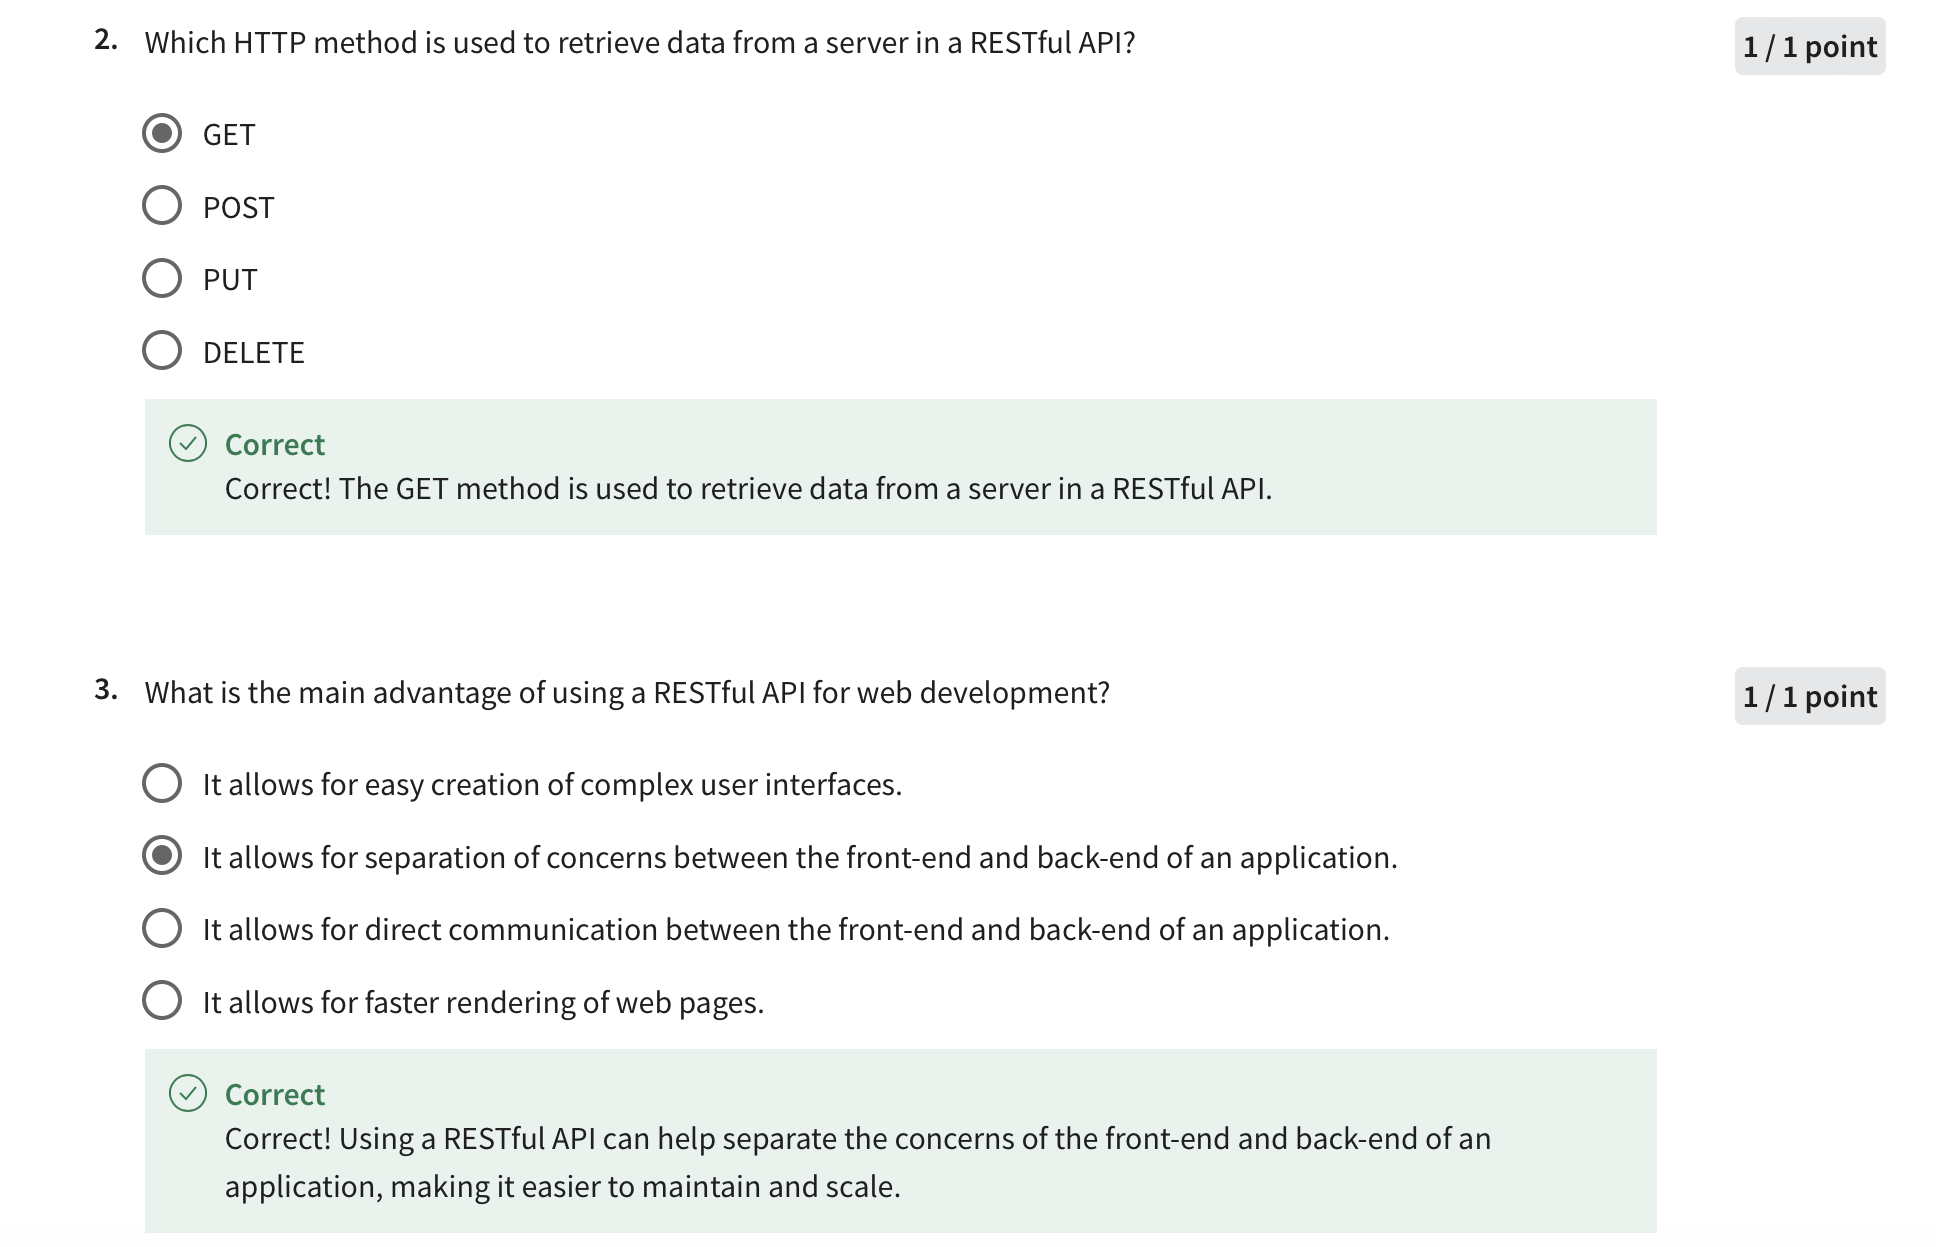 2. Which HTTP method is used to retrieve data from a server in a RESTful API?
1 / 1 point
GET
POST
PUT
DELETE
Correct
Correct! The GET method is used to retrieve data from a server in a RESTful API.
3. What is the main advantage of using a RESTful API for web development?
1 / 1 point
It allows for easy creation of complex user interfaces.
It allows for separation of concerns between the front-end and back-end of an application.
It allows for direct communication between the front-end and back-end of an application.
It allows for faster rendering of web pages.
Correct
Correct! Using a RESTful API can help separate the concerns of the front-end and back-end of an
application, making it easier to maintain and scale.